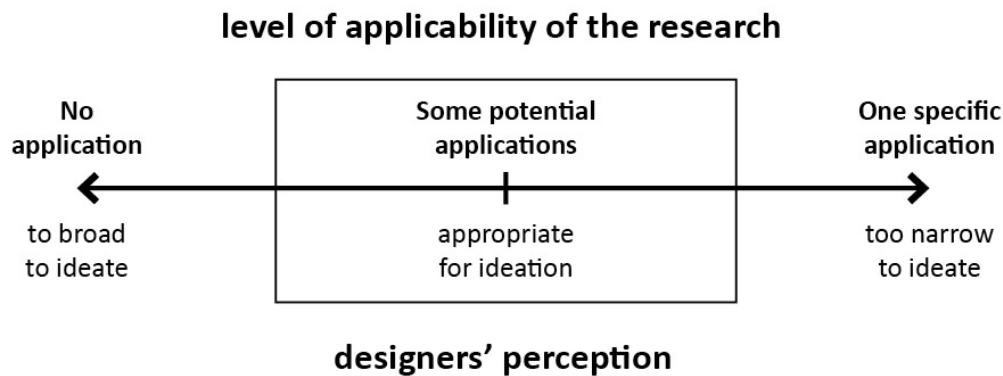 level of applicability of the research
No
application
Some potential
applications
One specific
application
to broad
to ideate
appropriate
for ideation
too narrow
to ideate
designers’ perception